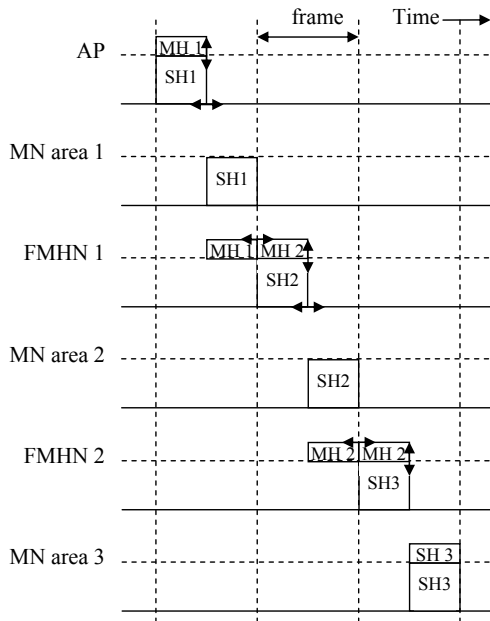 frame Time
AP
MH 1
SH1
MN area 1
SH1
FMHN 1
MH 1 MH 2
SH2
MN area 2
SH2
FMHN 2
MH 2 MH 2
SH3
MN area 3
SH 3
SH3